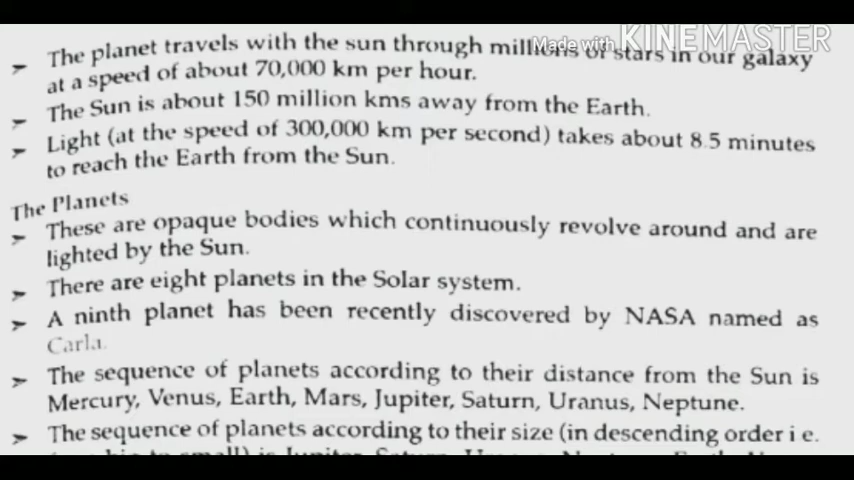 Made with KINEMASTER
➤ The planet travels with the sun through millions of stars in our galaxy
at a speed of about 70,000 km per hour.
➤ The Sun is about 150 million kms away from the Earth.
➤ Light (at the speed of 300,000 km per second) takes about 8.5 minutes
to reach the Earth from the Sun.
The Planets
➤ These are opaque bodies which continuously revolve around and are
lighted by the Sun.
➤ There are eight planets in the Solar system.
➤ A ninth planet has been recently discovered by NASA named as
Carla.
➤ The sequence of planets according to their distance from the Sun is
Mercury, Venus, Earth, Mars, Jupiter, Saturn, Uranus, Neptune.
➤ The sequence of planets according to their size (in descending order i e.